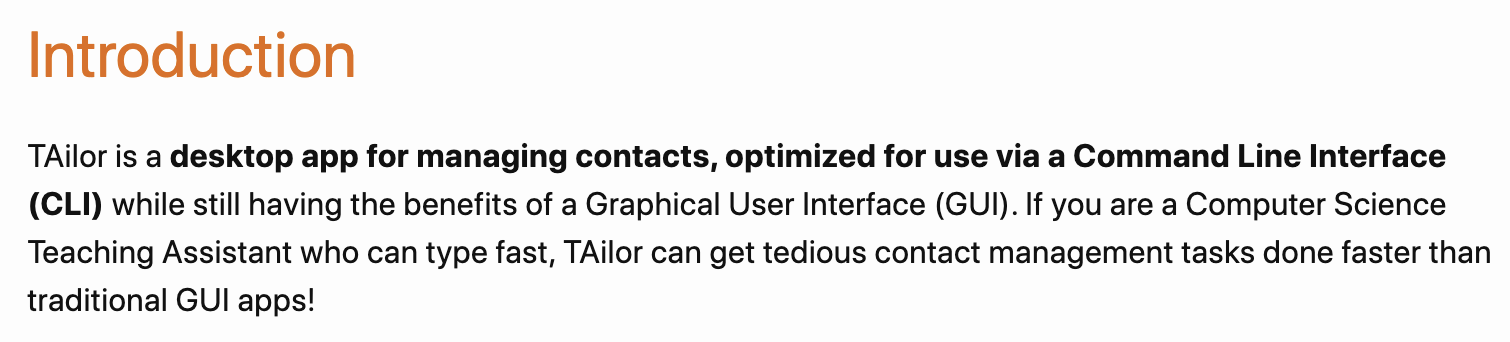 Introduction
TAilor is a desktop app for managing contacts, optimized for use via a Command Line Interface
(CLI) while still having the benefits of a Graphical User Interface (GUI). If you are a Computer Science
Teaching Assistant who can type fast, TAilor can get tedious contact management tasks done faster than
traditional GUI apps!